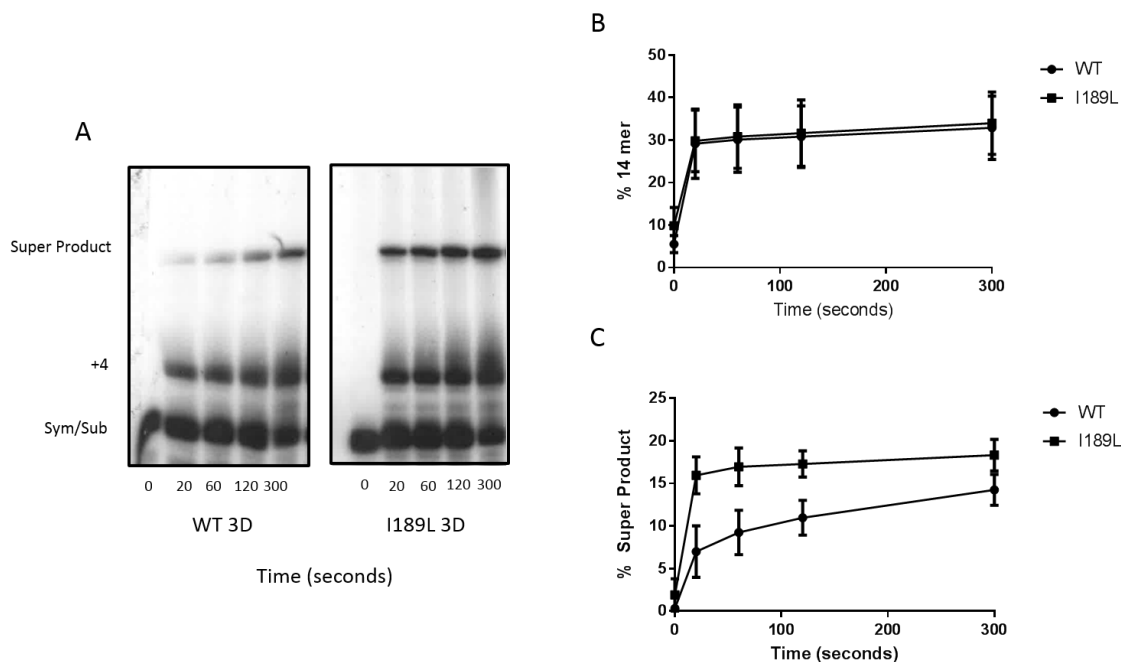 A
Super Product
+4
Sym/Sub
0 20 60 120 300
0 20 60 120 300
WT 3D
I189L 3D
Time (seconds)
B
% 14 mer
50
40
30
20
10
0
0 100 200 300
Time (seconds)
WT
I189L
C
% Super Product
25
20
15
10
5
0
0 100 200 300
Time (seconds)
WT
I189L